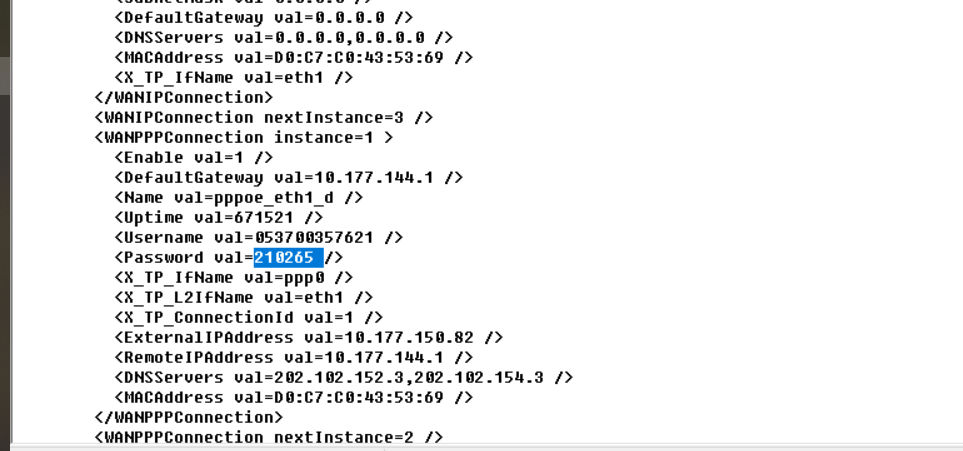 <DefaultGateway val=0.0.0.0 />
<DNSServers val=0.0.0.0,0.0.0.0 />
<MACAddress val=D0:C7:C0:43:53:69 />
<X_TP_IfName val=eth1 />
</WANIPConnection>
<WANIPConnection nextInstance=3 />
<WANPPPConnection instance=1 >
<Enable val=1 />
<DefaultGateway val=10.177.144.1 />
<Name val=pppoe_eth1_d />
<Uptime val=671521 />
<Username val=053700357621 />
<Password val=210265 />
<X_TP_IfName val=ppp0 />
<X_TP_L2IfName val=eth1 />
<X_TP_ConnectionId val=1 />
<ExternalIPAddress val=10.177.150.82 />
<RemoteIPAddress val=10.177.144.1 />
<DNSServers val=202.102.152.3,202.102.154.3 />
<MACAddress val=D0:C7:C0:43:53:69 />
</WANPPPConnection>
<WANPPPConnection nextInstance=2 />